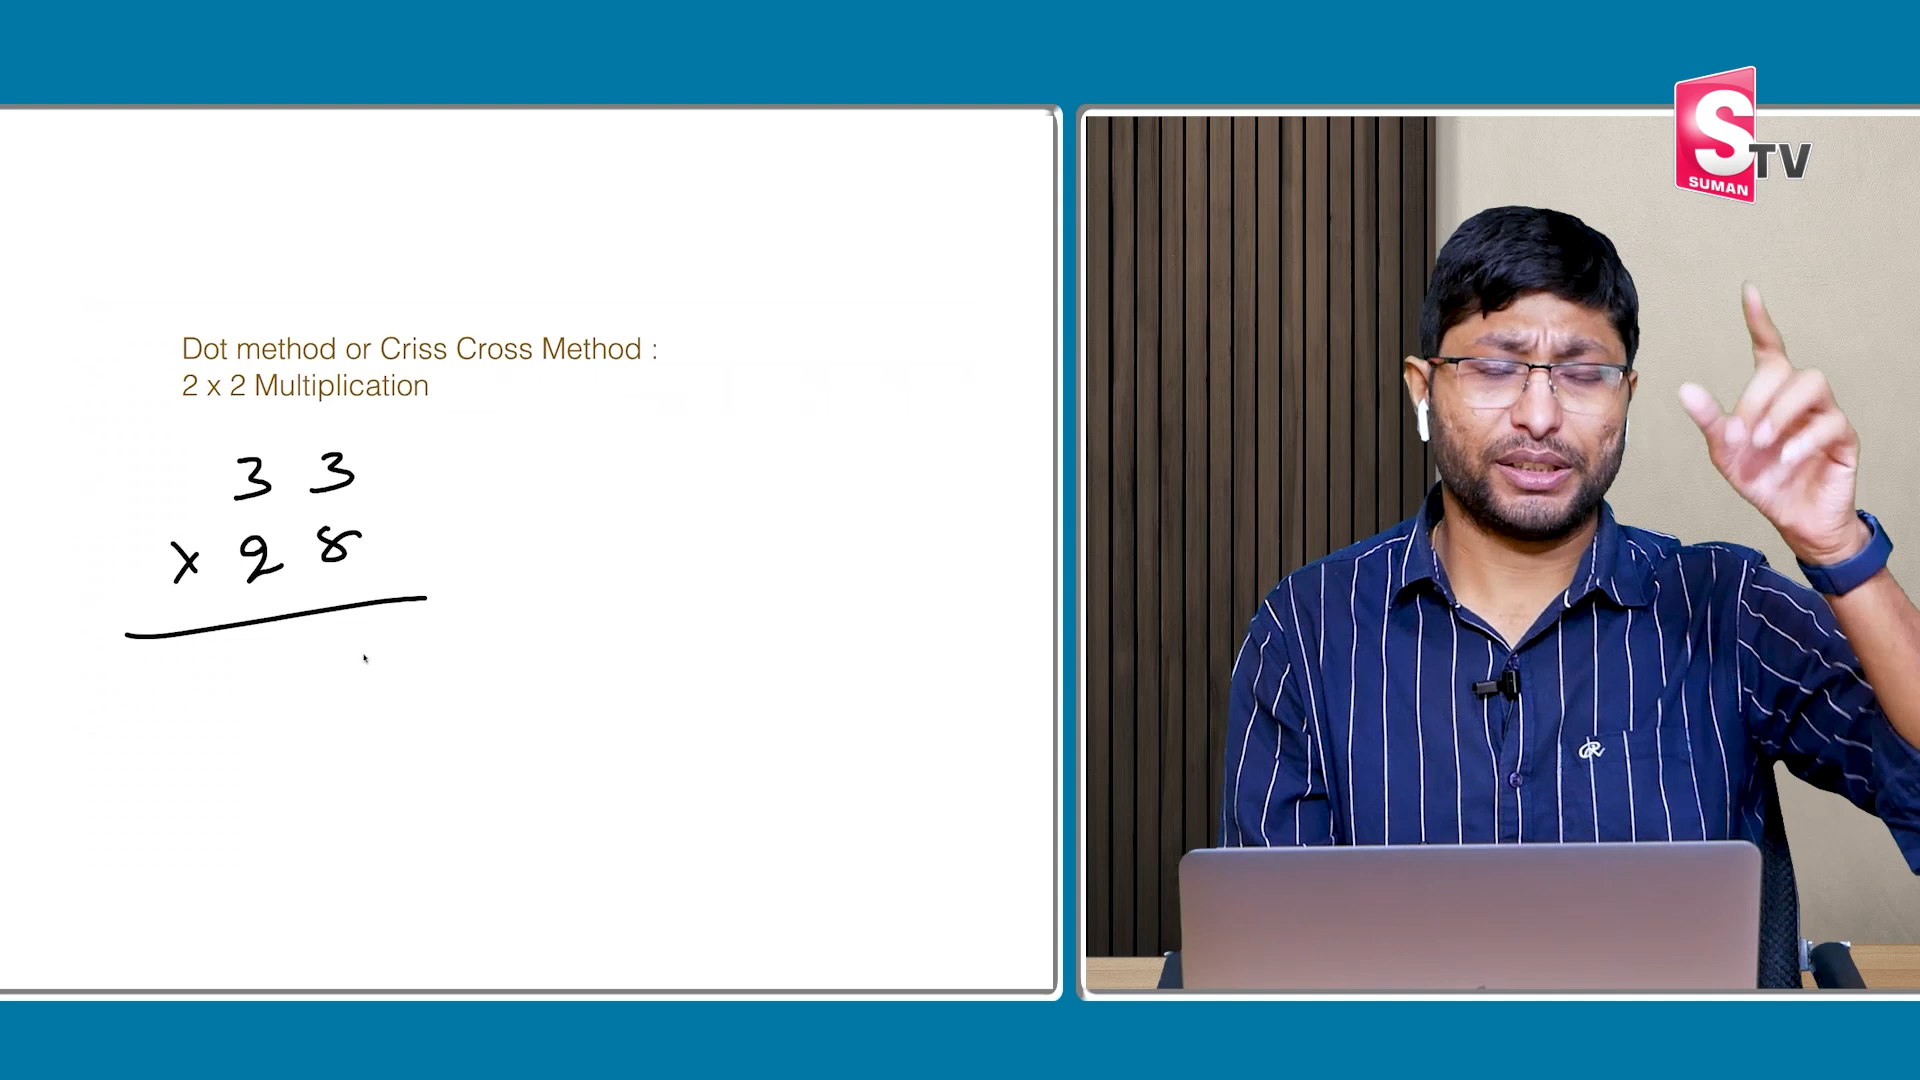 S
TV
SUMAN
Dot method or Criss Cross Method :
2 x 2 Multiplication
3 3
x 2 8